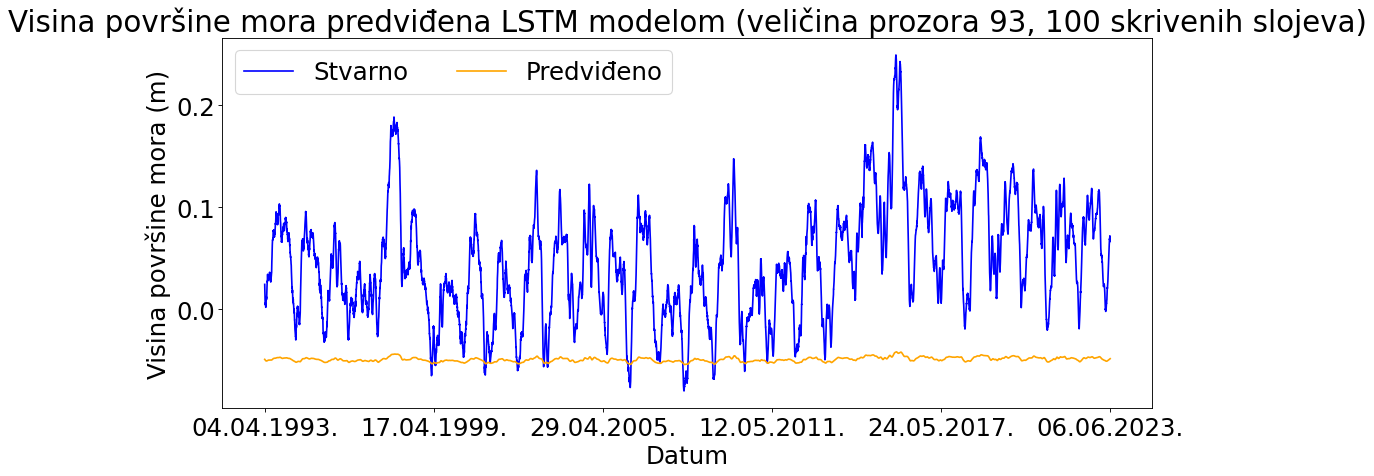 Visina površine mora predviđena LSTM modelom (veličina prozora 93, 100 skrivenih slojeva)
Stvarno Predviđeno
Visina površine mora (m)
0.2
0.1
0.0
04.04.1993. 17.04.1999. 29.04.2005. 12.05.2011. 24.05.2017. 06.06.2023.
Datum